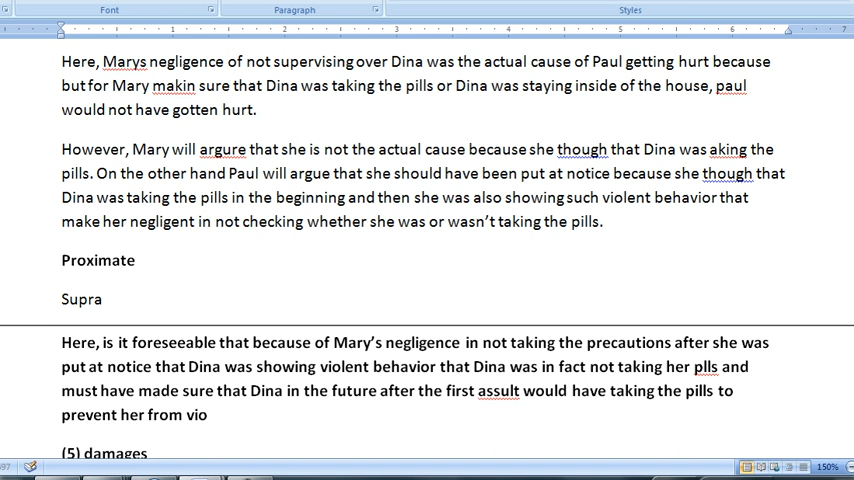 Font Paragraph Styles
1 2 3 4 5 6 7
Here, Marys negligence of not supervising over Dina was the actual cause of Paul getting hurt because
but for Mary makin sure that Dina was taking the pills or Dina was staying inside of the house, paul
would not have gotten hurt.
However, Mary will argure that she is not the actual cause because she though that Dina was aking the
pills. On the other hand Paul will argue that she should have been put at notice because she though that
Dina was taking the pills in the beginning and then she was also showing such violent behavior that
make her negligent in not checking whether she was or wasn't taking the pills.
Proximate
Supra
Here, is it foreseeable that because of Mary's negligence in not taking the precautions after she was
put at notice that Dina was showing violent behavior that Dina was in fact not taking her plls and
must have made sure that Dina in the future after the first assult would have taking the pills to
prevent her from vio
(5) damages
97 150%